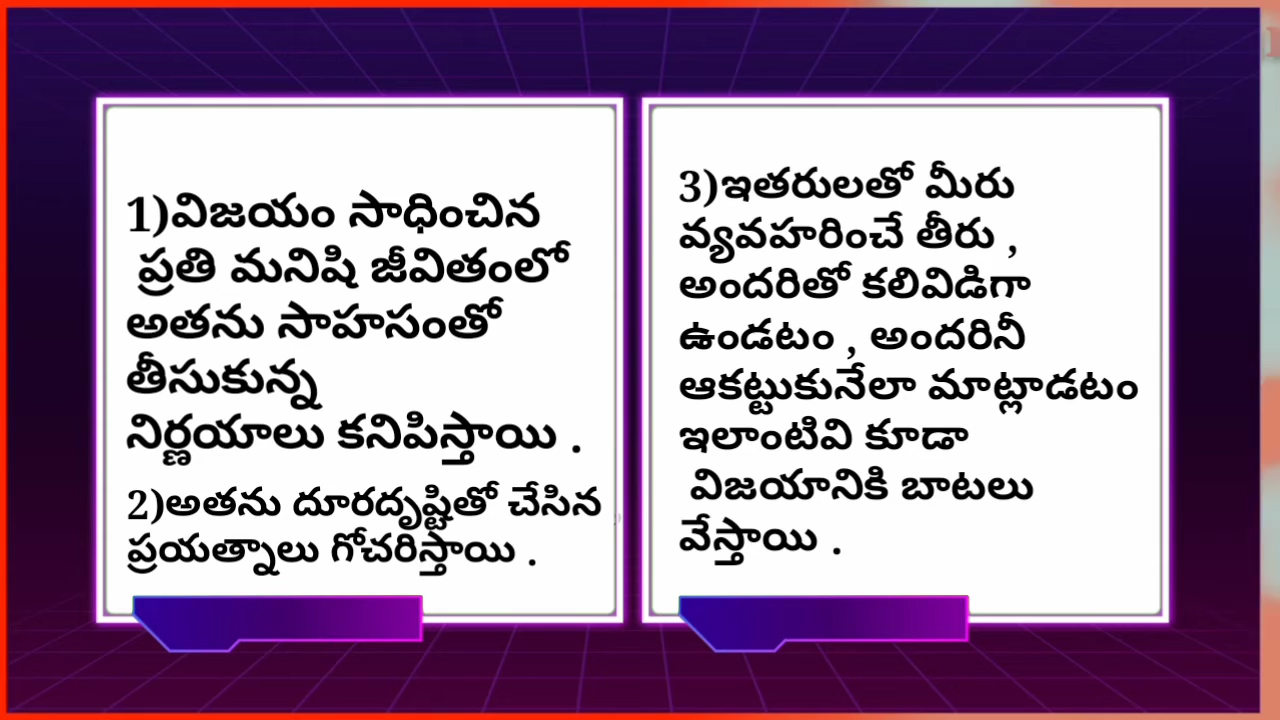 1)విజయం సాధించిన
ప్రతి మనిషి జీవితంలో
అతను సాహసంతో
తీసుకున్న
నిర్ణయాలు కనిపిస్తాయి .
2)అతను దూరదృష్టితో చేసిన
ప్రయత్నాలు గోచరిస్తాయి .
3)ఇతరులతో మీరు
వ్యవహరించే తీరు ,
అందరితో కలివిడిగా
ఉండటం , అందరినీ
ఆకట్టుకునేలా మాట్లాడటం
ఇలాంటివి కూడా
విజయానికి బాటలు
వేస్తాయి .